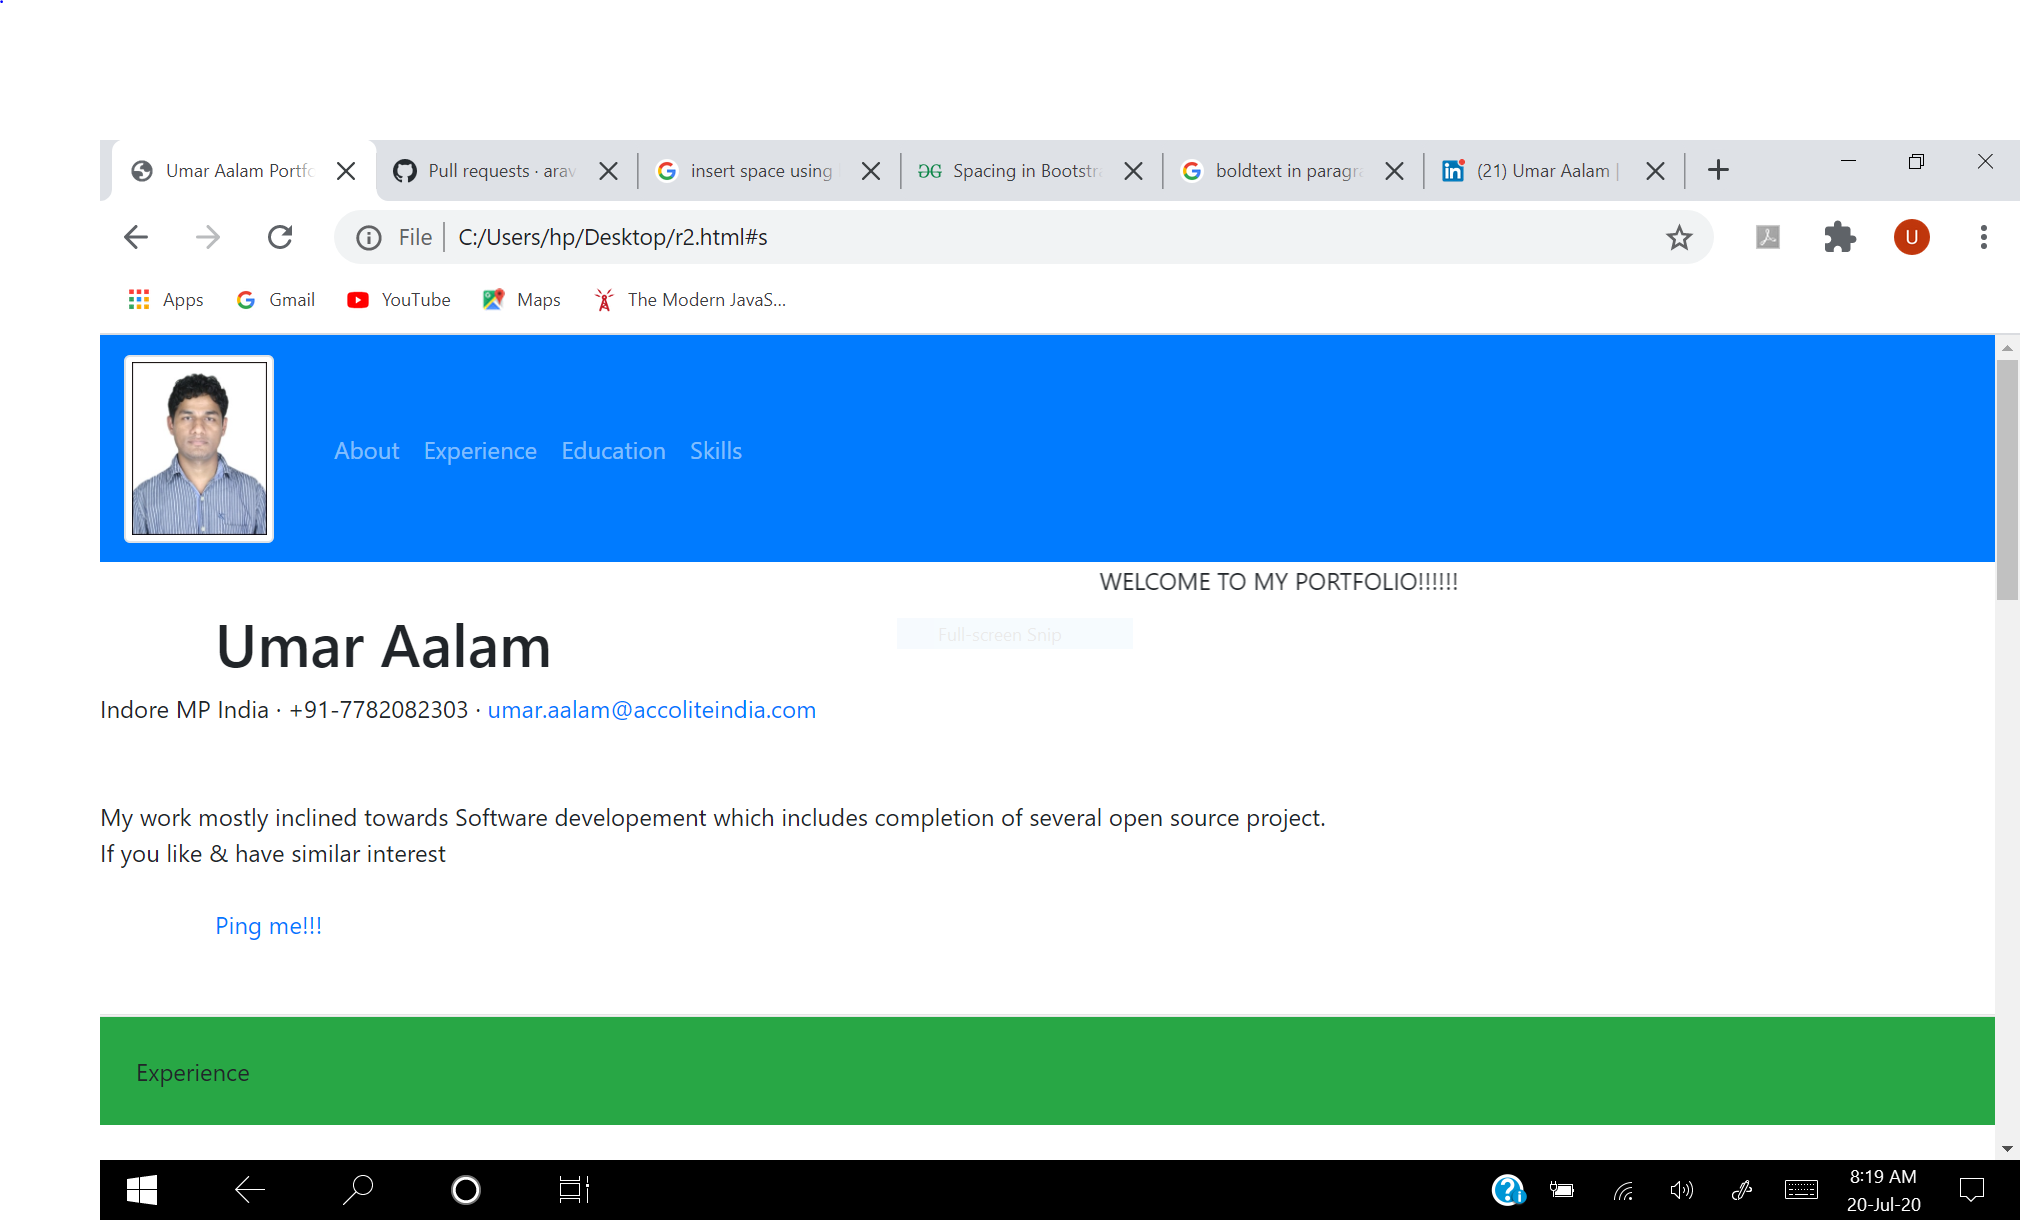 Umar Aalam Portfo
Pull requests · arav
insert space using
Spacing in Bootstra
boldtext in paragra
(21) Umar Aalam |
File | C:/Users/hp/Desktop/r2.html#s
U
Apps
Gmail
YouTube
Maps
The Modern JavaS...
About Experience Education Skills
WELCOME TO MY PORTFOLIO!!!!!!
Full-screen Snip
Umar Aalam
Indore MP India · +91-7782082303 · umar.aalam@accoliteindia.com
My work mostly inclined towards Software developement which includes completion of several open source project.
If you like & have similar interest
Ping me!!!
Experience
8:19 AM
20-Jul-20